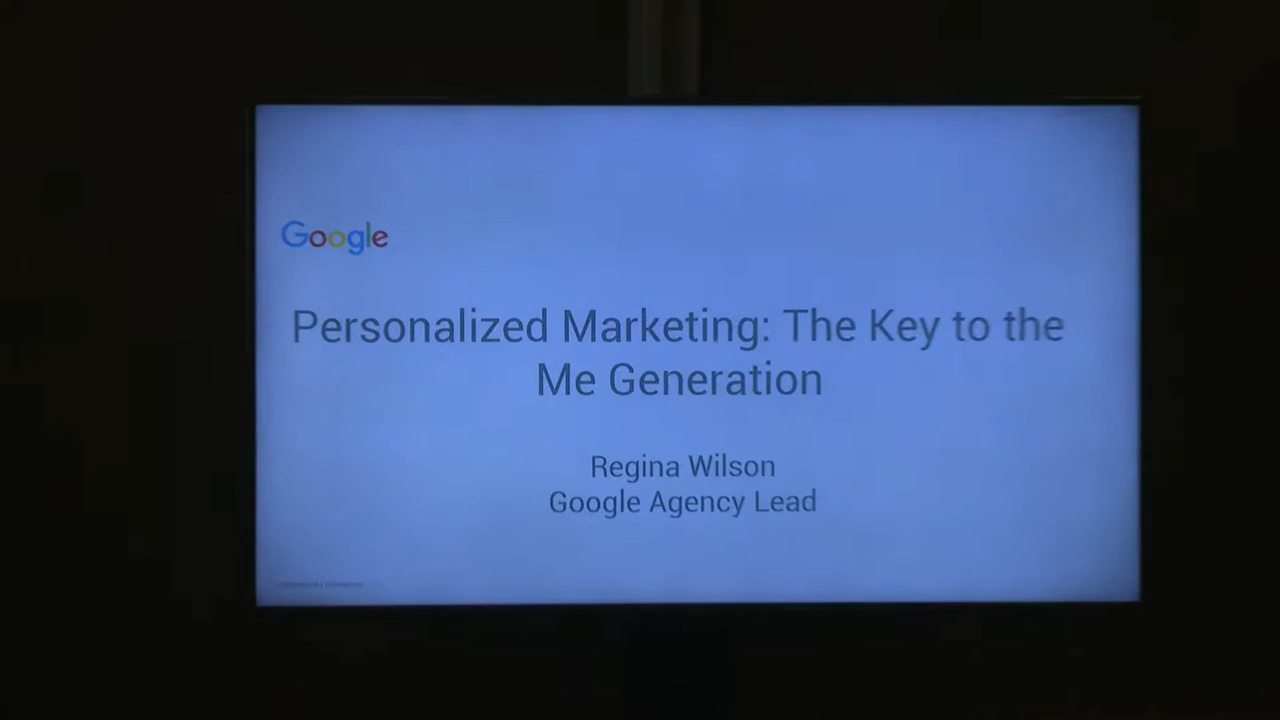 Google
Personalized Marketing: The Key to the
Me Generation
Regina Wilson
Google Agency Lead